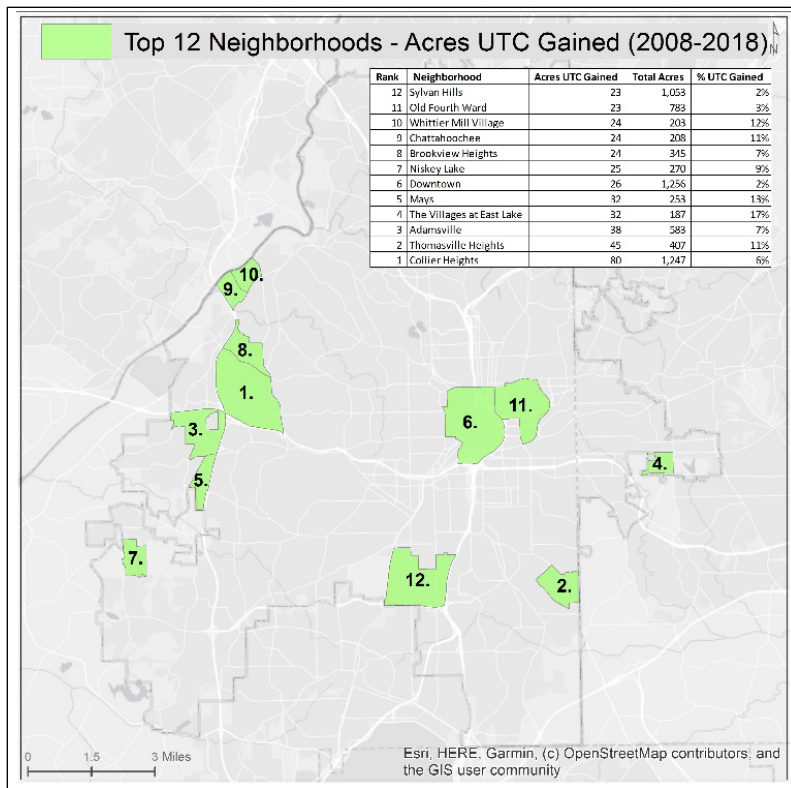 Top 12 Neighborhoods - Acres UTC Gained (2008-2018)
N
Rank Neighborhood Acres UTC Gained Total Acres % UTC Gained
12 Sylvan Hills 23 1,053 2%
11 Old Fourth Ward 23 783 3%
10 Whittier Mill Village 24 203 12%
9 Chattahoochee 24 208 11%
8 Brookview Heights 24 345 7%
7 Niskey Lake 25 270 9%
6 Downtown 26 1,256 2%
5 Mays 32 253 13%
4 The Villages at East Lake 32 187 17%
3 Adamsville 38 583 7%
2 Thomasville Heights 45 407 11%
1 Collier Heights 80 1,247 6%
10.
9.
8.
1.
11.
6.
3.
4.
5.
7.
12.
2.
0 1.5 3 Miles
Esri, HERE, Garmin, (c) OpenStreetMap contributors, and
the GIS user community